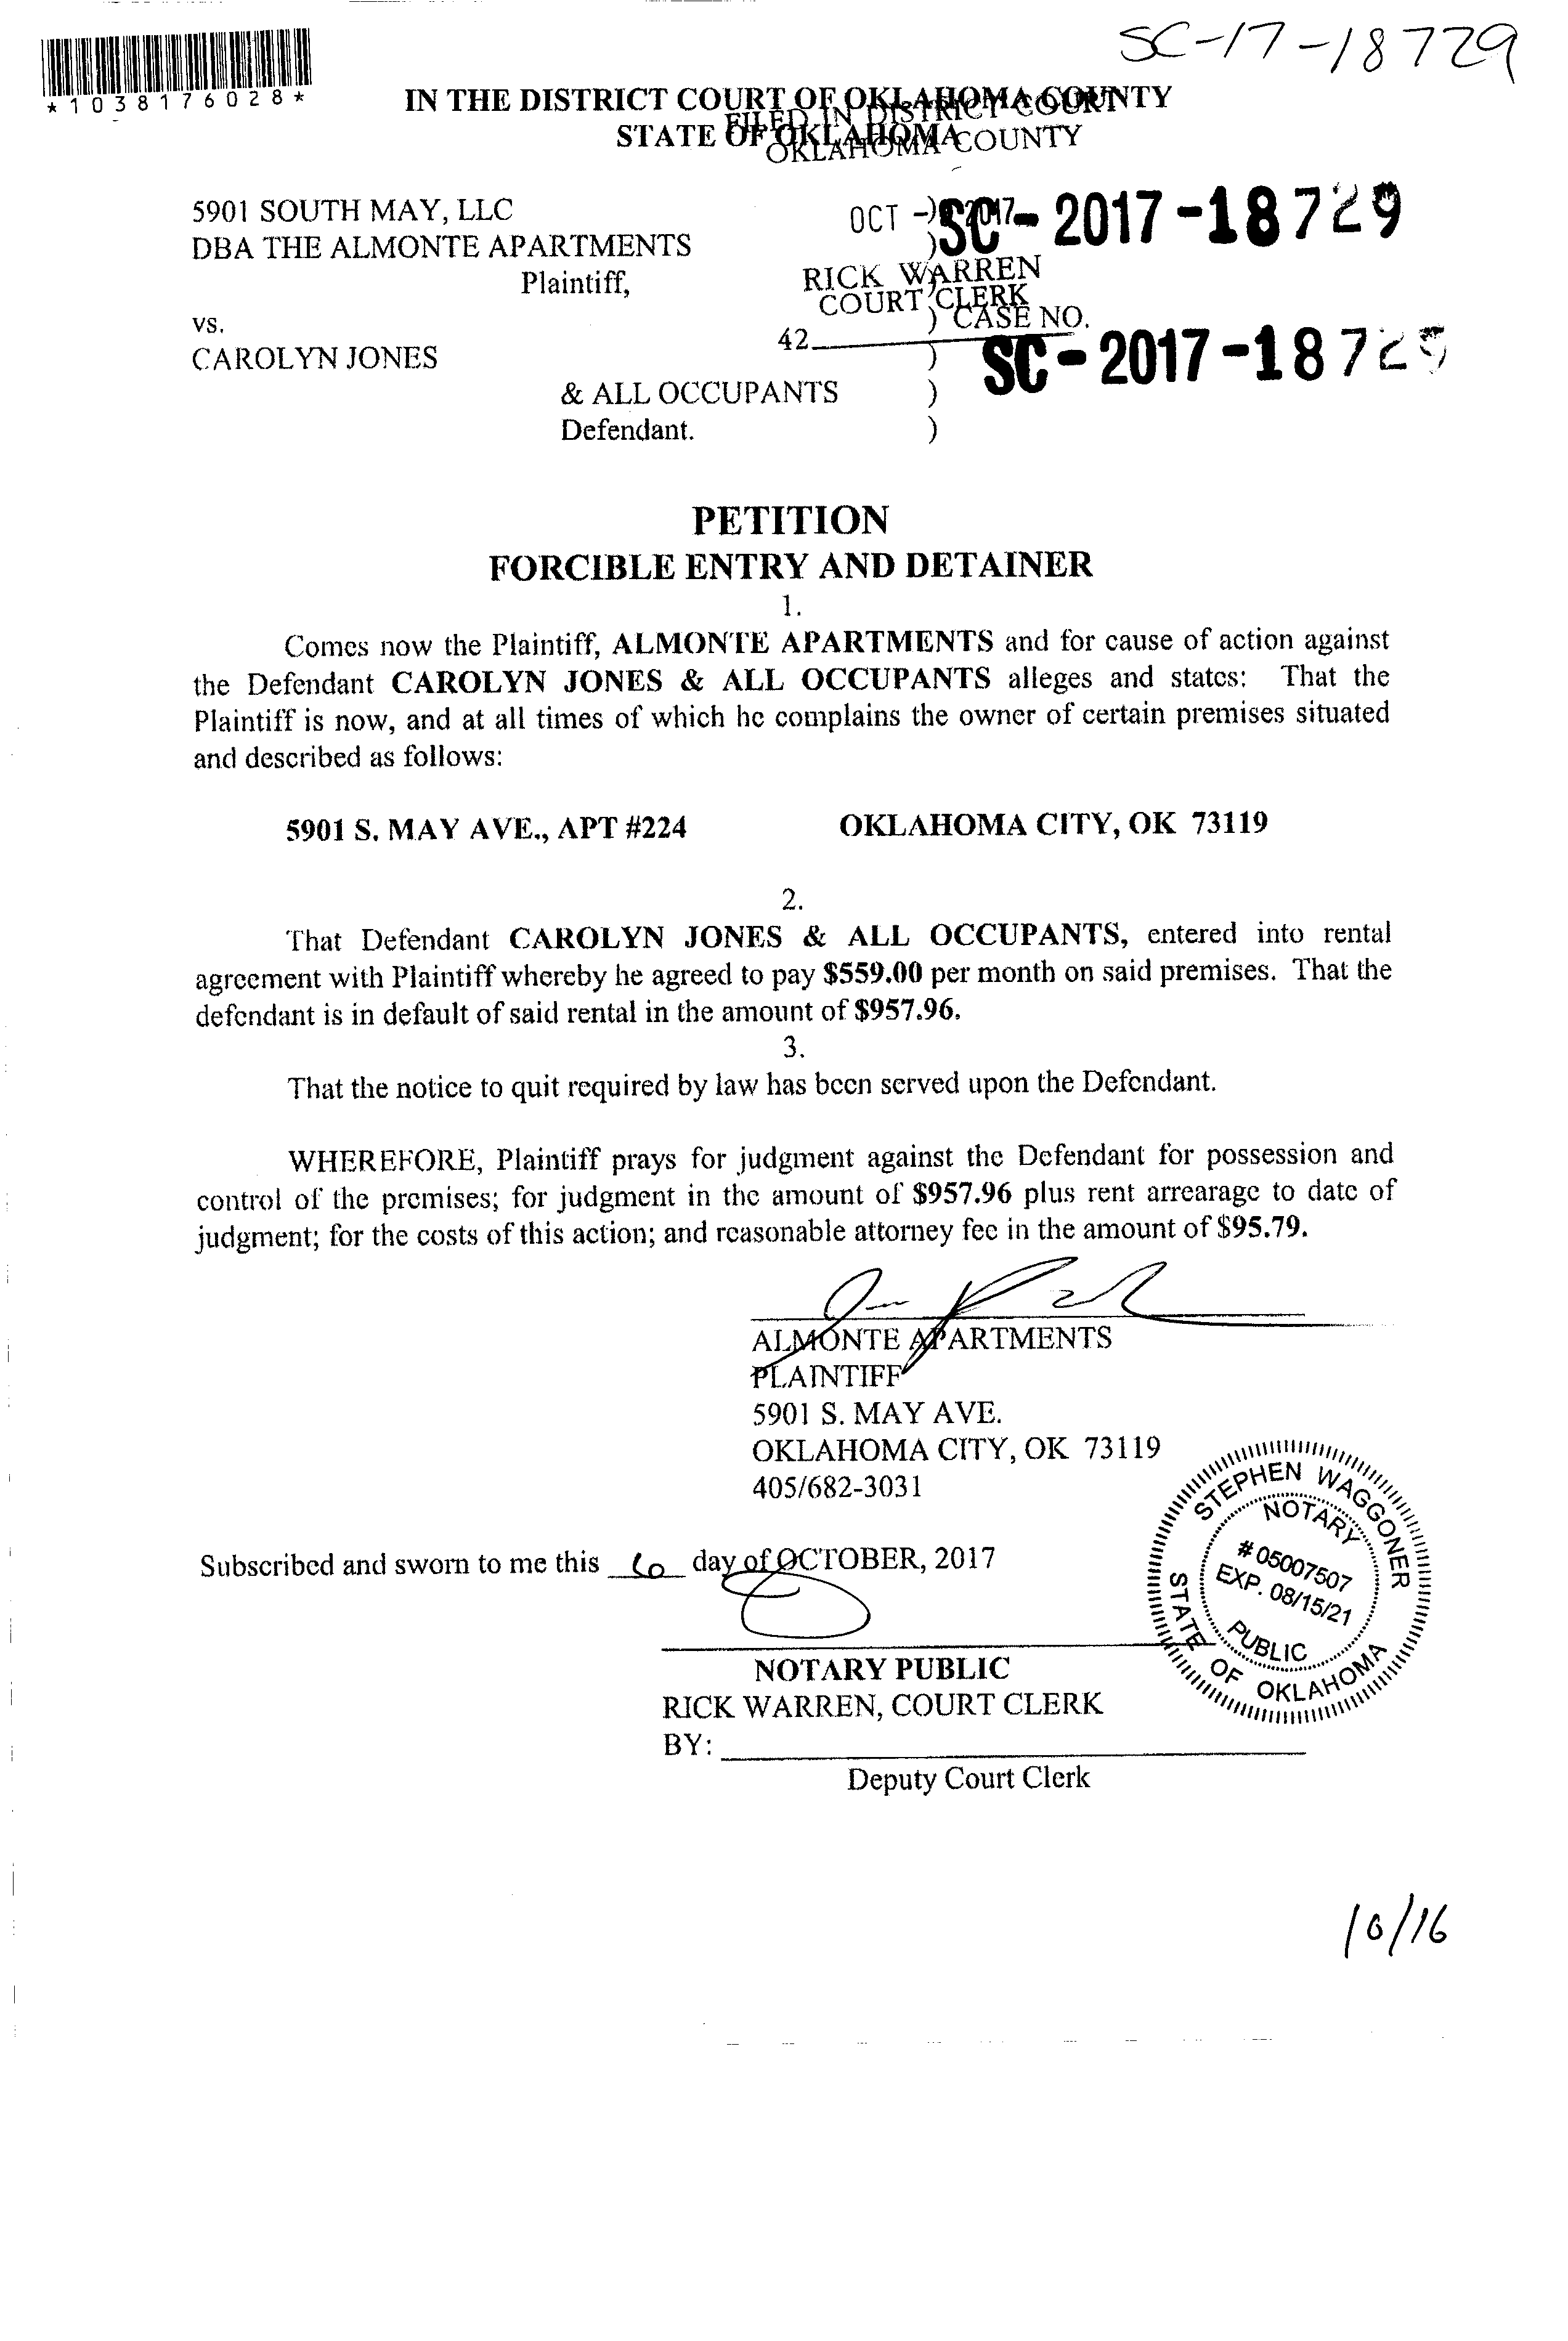 SC-17-18729
*1038176028*
IN THE DISTRICT COURT OF OKLAHOMA COUNTY
STATE OF OKLAHOMA
FILED IN DISTRICT COURT
OKLAHOMA COUNTY
5901 SOUTH MAY, LLC
DBA THE ALMONTE APARTMENTS
Plaintiff,
OCT - 2017
)
)
SC-2017-18729
RICK WARREN
COURT CLERK
42
vs.
) CASE NO.
CAROLYN JONES
)
SC-2017-18729
& ALL OCCUPANTS )
Defendant. )
PETITION
FORCIBLE ENTRY AND DETAINER
1.
Comes now the Plaintiff, ALMONTE APARTMENTS and for cause of action against
the Defendant CAROLYN JONES & ALL OCCUPANTS alleges and states: That the
Plaintiff is now, and at all times of which he complains the owner of certain premises situated
and described as follows:
5901 S. MAY AVE., APT #224 OKLAHOMA CITY, OK 73119
2.
That Defendant CAROLYN JONES & ALL OCCUPANTS, entered into rental
agreement with Plaintiff whereby he agreed to pay $559.00 per month on said premises. That the
defendant is in default of said rental in the amount of $957.96.
3.
That the notice to quit required by law has been served upon the Defendant.
WHEREFORE, Plaintiff prays for judgment against the Defendant for possession and
control of the premises; for judgment in the amount of $957.96 plus rent arrearage to date of
judgment; for the costs of this action; and reasonable attorney fee in the amount of $95.79.
ALMONTE APARTMENTS
PLAINTIFF
5901 S. MAY AVE.
OKLAHOMA CITY, OK 73119
405/682-3031
Subscribed and sworn to me this 6 day of OCTOBER, 2017
STEPHEN WAGGONER
NOTARY
# 05007507
EXP. 08/15/21
PUBLIC
STATE OF OKLAHOMA
NOTARY PUBLIC
RICK WARREN, COURT CLERK
BY:
Deputy Court Clerk
10/16